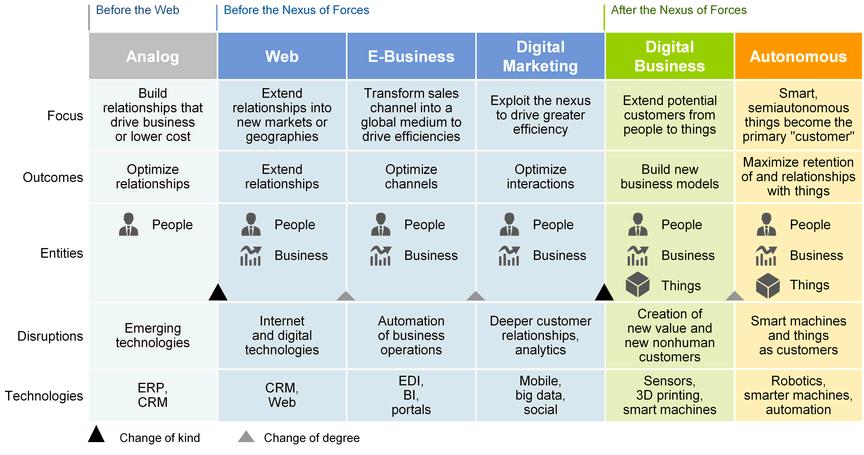 Before the Web
Before the Nexus of Forces
After the Nexus of Forces
Analog
Web
E-Business
Digital
Marketing
Digital
Business
Autonomous
Focus
Build
relationships that
drive business
or lower cost
Extend
relationships into
new markets or
geographies
Transform sales
channel into a
global medium to
drive efficiencies
Exploit the nexus
to drive greater
efficiency
Extend potential
customers from
people to things
Smart,
semiautonomous
things become the
primary "customer"
Outcomes
Optimize
relationships
Extend
relationships
Optimize
channels
Optimize
interactions
Build new
business models
Maximize retention
of and relationships
with things
Entities
People
People
Business
People
Business
People
Business
People
Business
Things
People
Business
Things
Disruptions
Emerging
technologies
Internet
and digital
technologies
Automation
of business
operations
Deeper customer
relationships,
analytics
Creation of
new value and
new nonhuman
customers
Smart machines
and things
as customers
Technologies
ERP,
CRM
CRM,
Web
EDI,
BI,
portals
Mobile,
big data,
social
Sensors,
3D printing,
smart machines
Robotics,
smarter machines,
automation
Change of kind
Change of degree